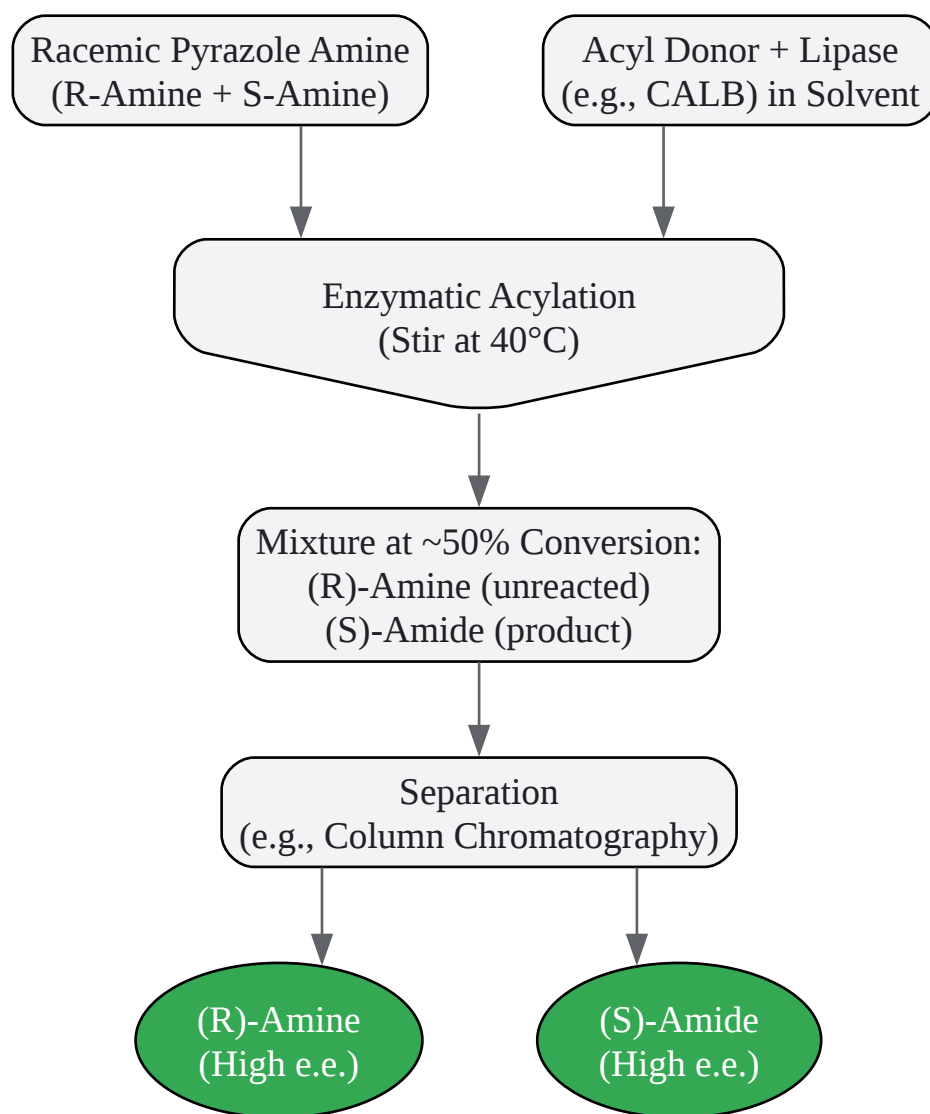 Racemic Pyrazole Amine
(R-Amine + S-Amine)
Acyl Donor + Lipase
(e.g., CALB) in Solvent
Enzymatic Acylation
(Stir at 40°C)
Mixture at ~50% Conversion:
(R)-Amine (unreacted)
(S)-Amide (product)
Separation
(e.g., Column Chromatography)
(R)-Amine
(High e.e.)
(S)-Amide
(High e.e.)